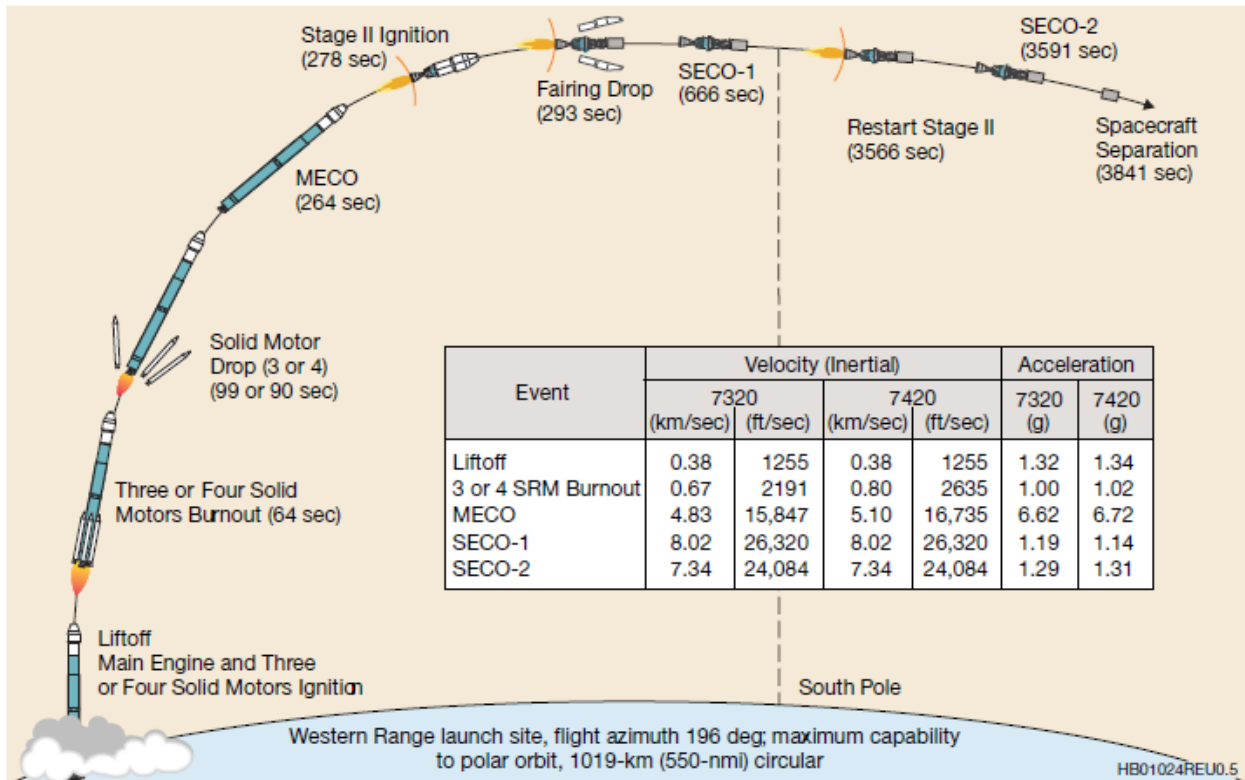 Stage II Ignition
(278 sec)
Fairing Drop
(293 sec)
SECO-1
(666 sec)
SECO-2
(3591 sec)
Restart Stage II
(3566 sec)
Spacecraft
Separation
(3841 sec)
MECO
(264 sec)
Solid Motor
Drop (3 or 4)
(99 or 90 sec)
Three or Four Solid
Motors Burnout (64 sec)
Liftoff
Main Engine and Three
or Four Solid Motors Ignition
Event Velocity (Inertial) Acceleration
7320 7420 7320 7420
(km/sec) (ft/sec) (km/sec) (ft/sec) (g) (g)
Liftoff 0.38 1255 0.38 1255 1.32 1.34
3 or 4 SRM Burnout 0.67 2191 0.80 2635 1.00 1.02
MECO 4.83 15,847 5.10 16,735 6.62 6.72
SECO-1 8.02 26,320 8.02 26,320 1.19 1.14
SECO-2 7.34 24,084 7.34 24,084 1.29 1.31
South Pole
Western Range launch site, flight azimuth 196 deg; maximum capability
to polar orbit, 1019-km (550-nmi) circular
HB01024REU0.5